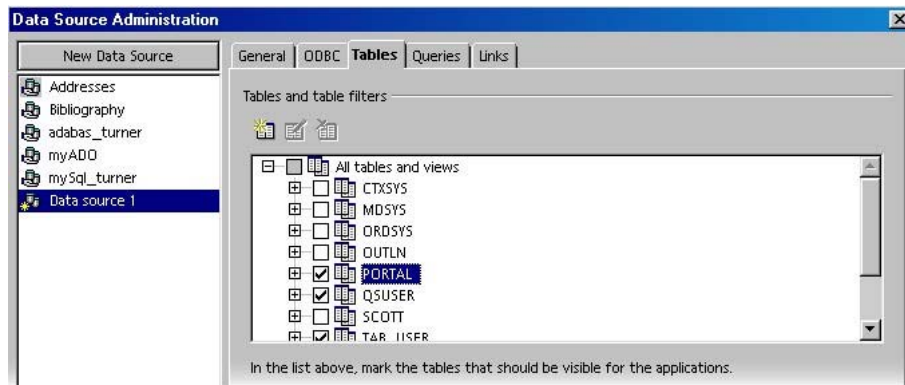 Data Source Administration
New Data Source
Addresses
Bibliography
adabas_turner
myADO
mySql_turner
Data source 1
General
ODBC
Tables
Queries
Links
Tables and table filters
All tables and views
CTXSYS
MDSYS
ORDSYS
OUTLN
PORTAL
QSUSER
SCOTT
TAB_USER
In the list above, mark the tables that should be visible for the applications.